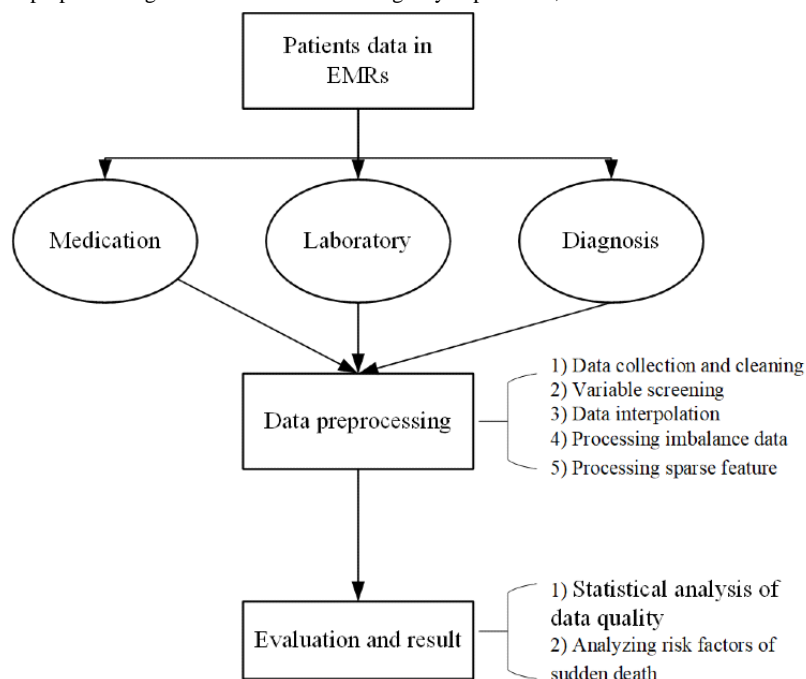 Patients data in
EMRs
Medication
Laboratory
Diagnosis
Data preprocessing
1) Data collection and cleaning
2) Variable screening
3) Data interpolation
4) Processing imbalance data
5) Processing sparse feature
Evaluation and result
1) Statistical analysis of
data quality
2) Analyzing risk factors of
sudden death